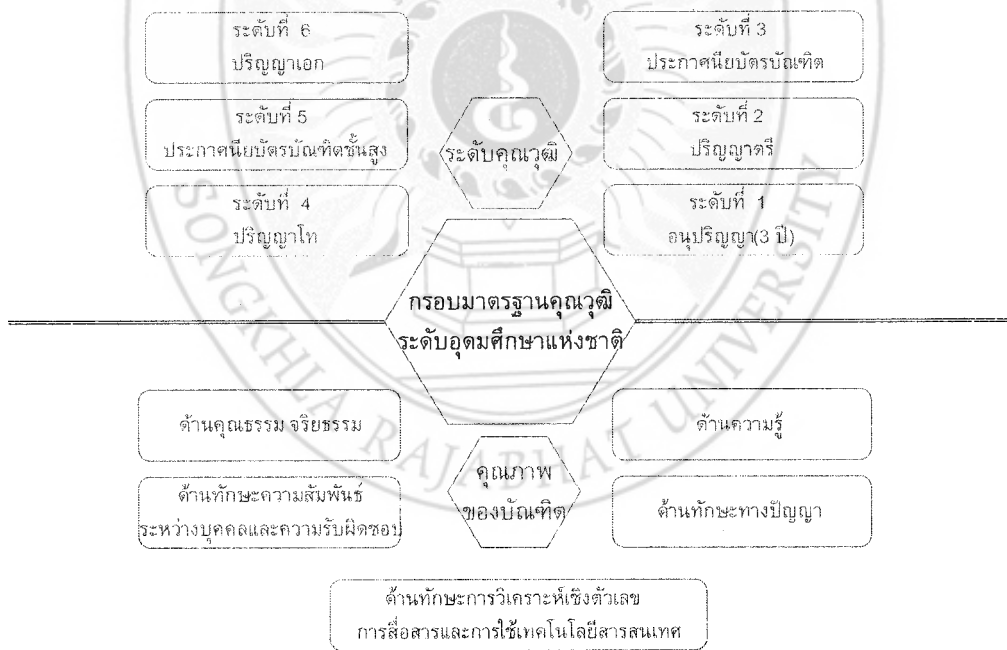 ระดับที่ 6
ปริญญาเอก
ระดับที่ 3
ประกาศนียบัตรบัณฑิต
ระดับที่ 5
ประกาศนียบัตรบัณฑิตชั้นสูง
ระดับคุณวุฒิ
ระดับที่ 2
ปริญญาตรี
ระดับที่ 4
ปริญญาโท
ระดับที่ 1
อนุปริญญา(3 ปี)
กรอบมาตรฐานคุณวุฒิ
ระดับอุดมศึกษาแห่งชาติ
ด้านคุณธรรม จริยธรรม
ด้านความรู้
คุณภาพ
ของบัณฑิต
ด้านทักษะความสัมพันธ์
ระหว่างบุคคลและความรับผิดชอบ
ด้านทักษะทางปัญญา
ด้านทักษะการวิเคราะห์เชิงตัวเลข
การสื่อสารและการใช้เทคโนโลยีสารสนเทศ
SONGKHLA RAJABHAT UNIVERSITY